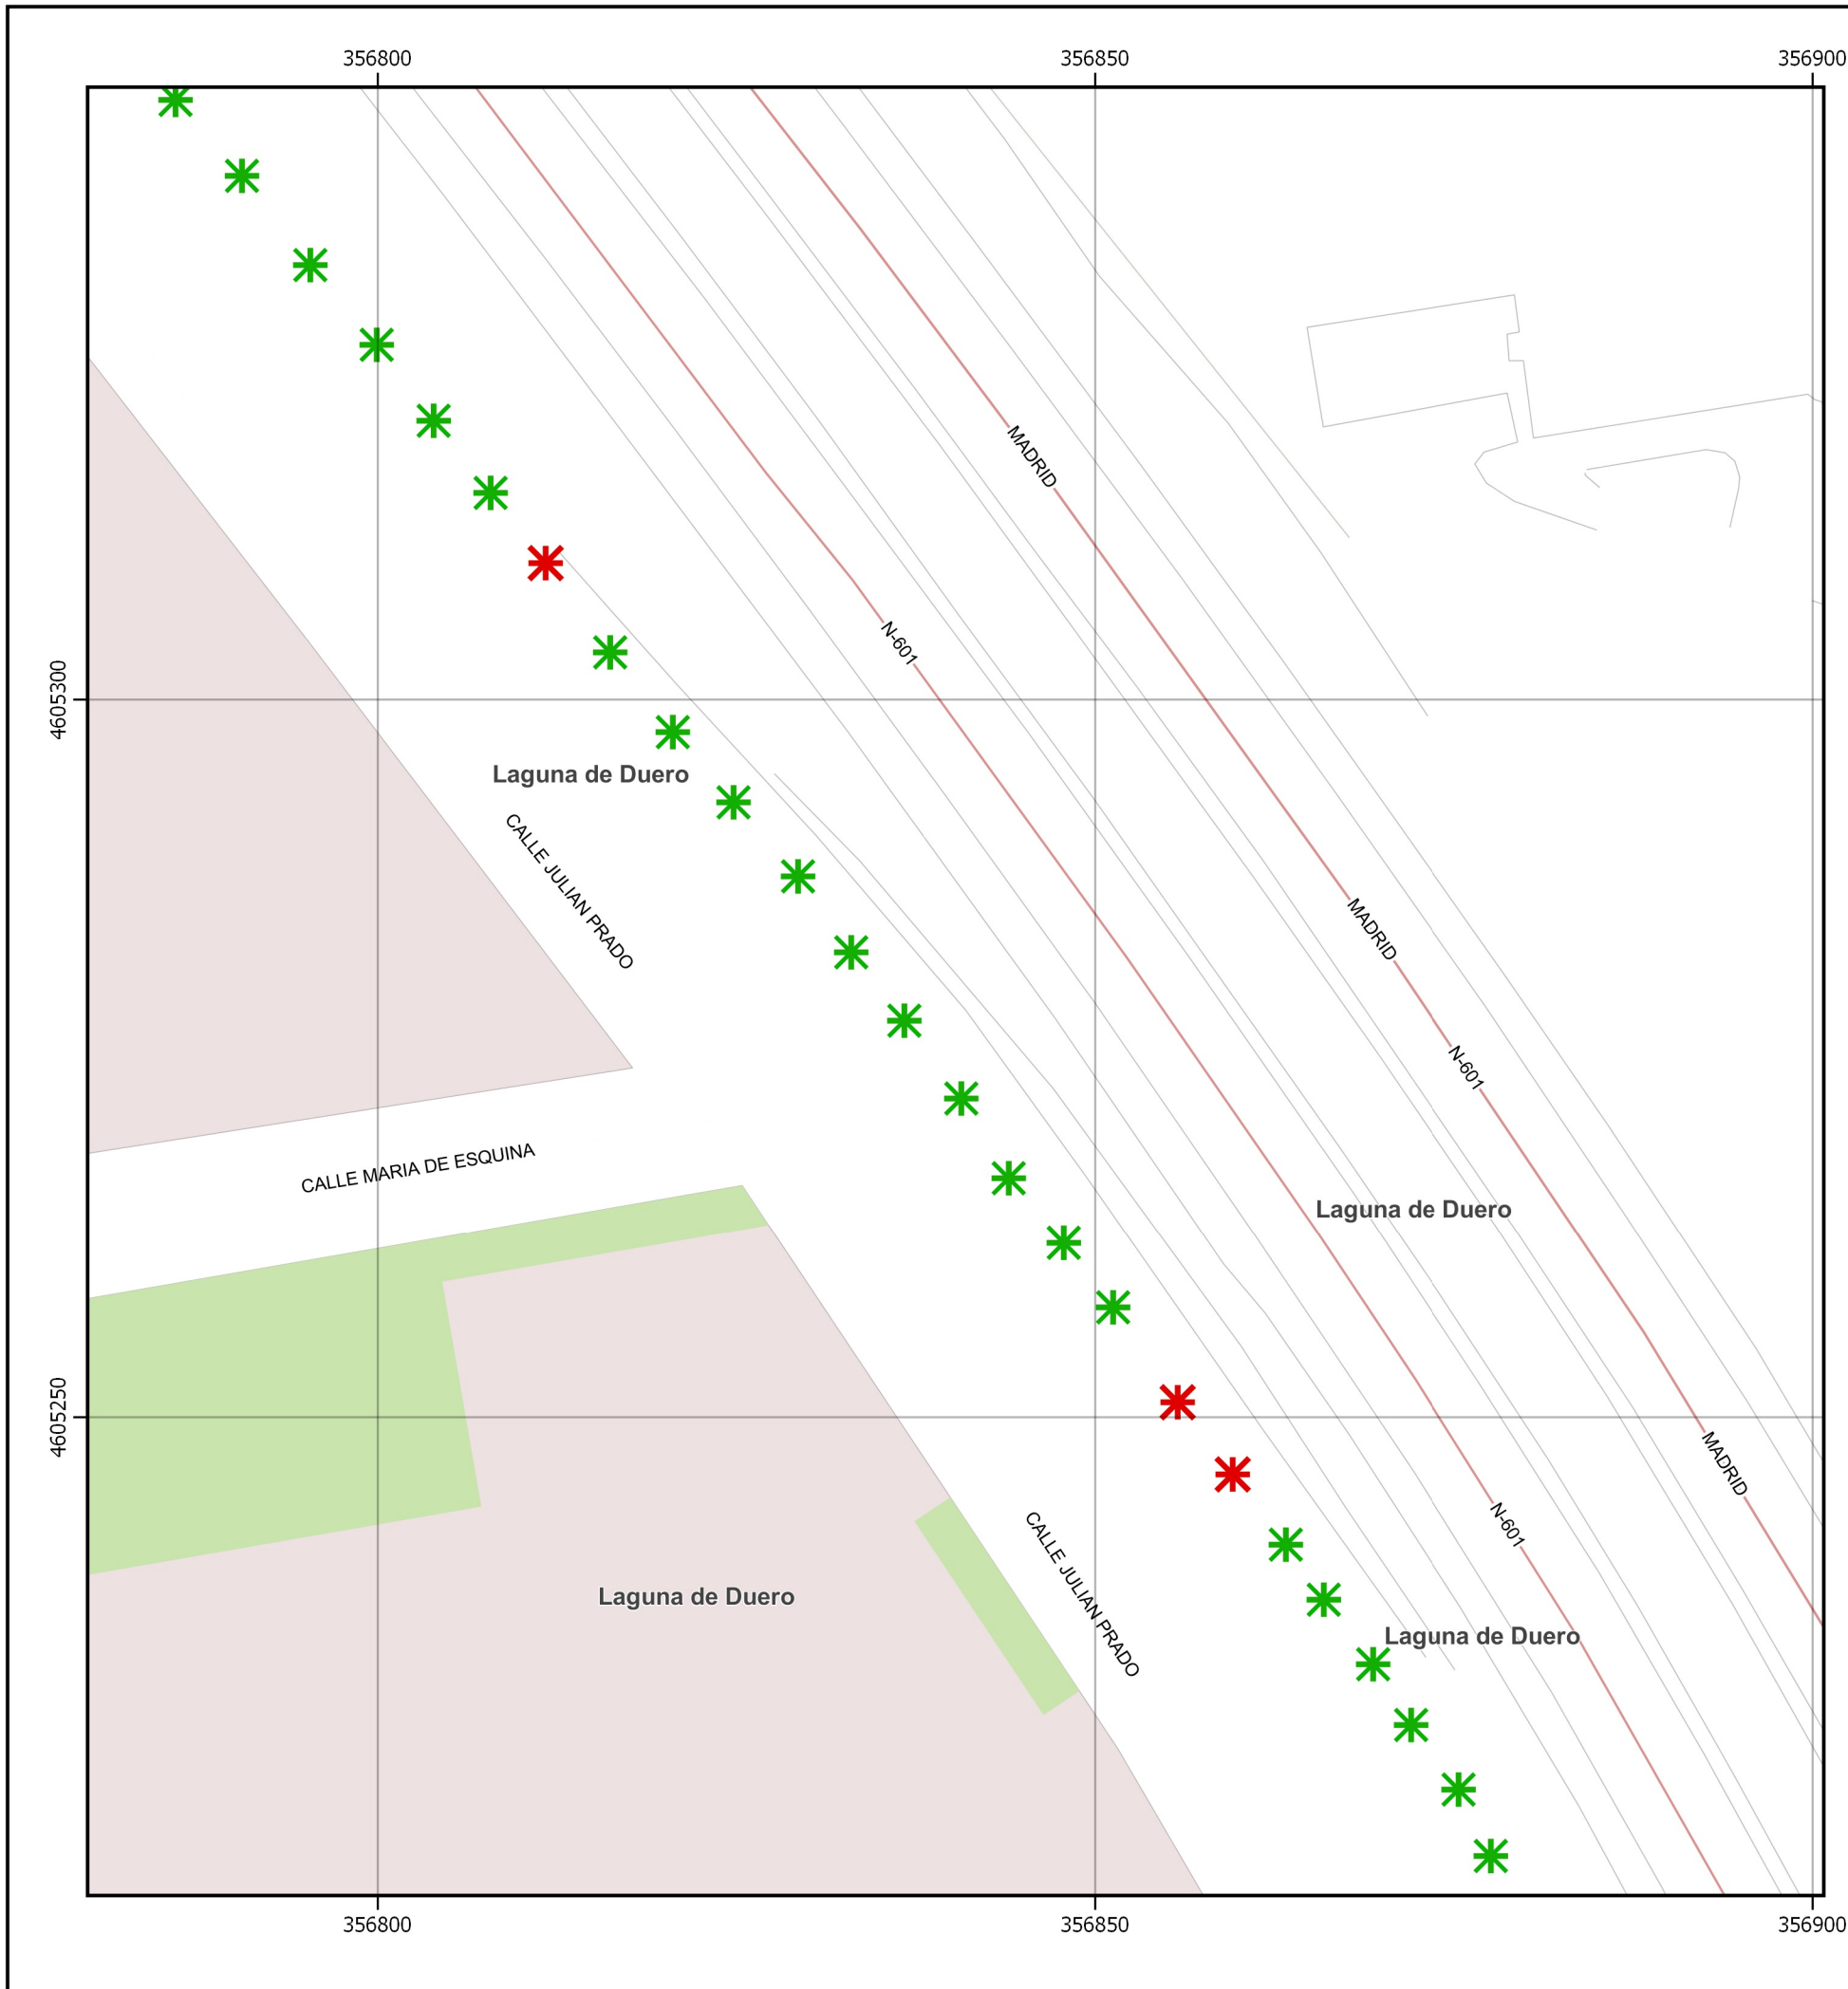 356800
356850
356900
MADRID
N-601
4605300
Laguna de Duero
CALLE JULIAN PRADO
MADRID
N-601
CALLE MARIA DE ESQUINA
Laguna de Duero
4605250
MADRID
N-601
CALLE JULIAN PRADO
Laguna de Duero
Laguna de Duero
356800
356850
356900